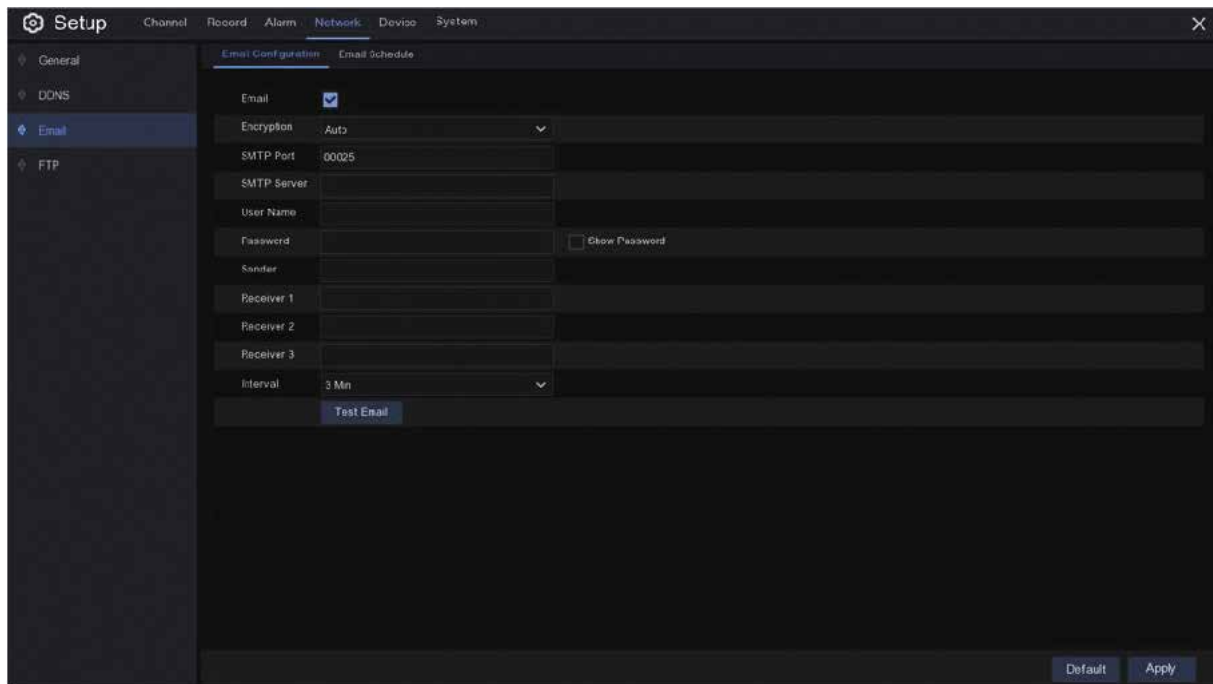 Setup Channel Record Alarm Network Device System
General
DDNS
Email
FTP
Email Configuration Email Schedule
Email
Encryption Auto
SMTP Port 00025
SMTP Server
User Name
Password Show Password
Sender
Receiver 1
Receiver 2
Receiver 3
Interval 3 Min
Test Email
Default Apply